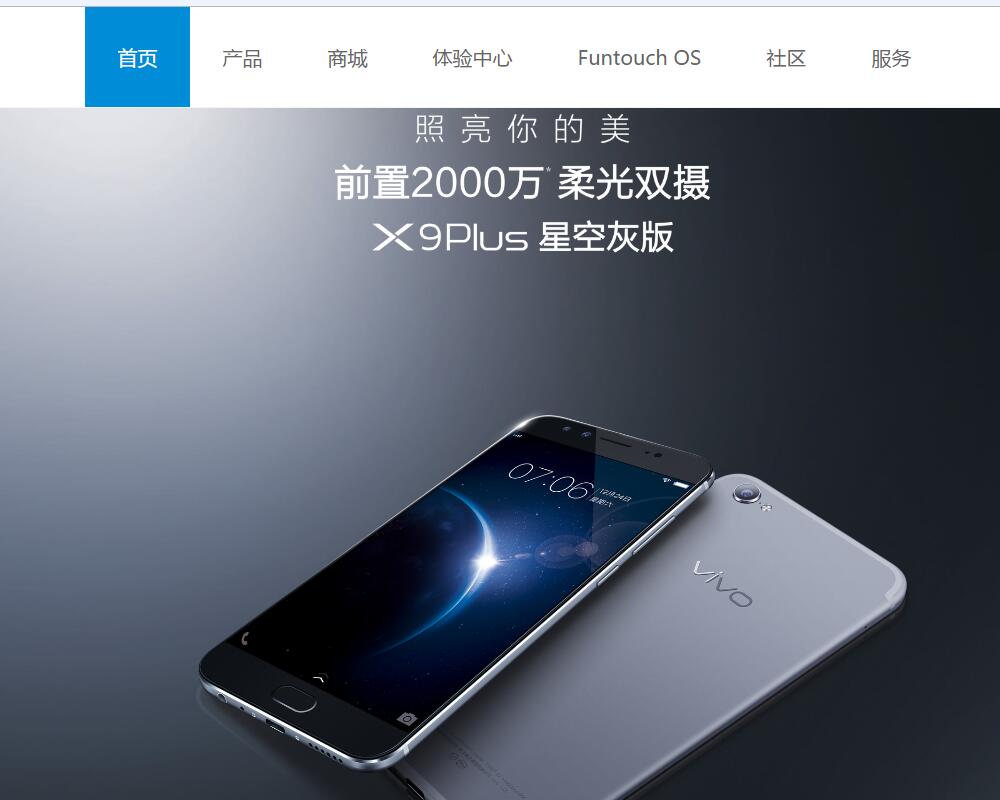 首页 产品 商城 体验中心 Funtouch OS 社区 服务
照亮你的美
前置2000万* 柔光双摄
X9Plus 星空灰版
07:06
12月24日
星期六
vivo